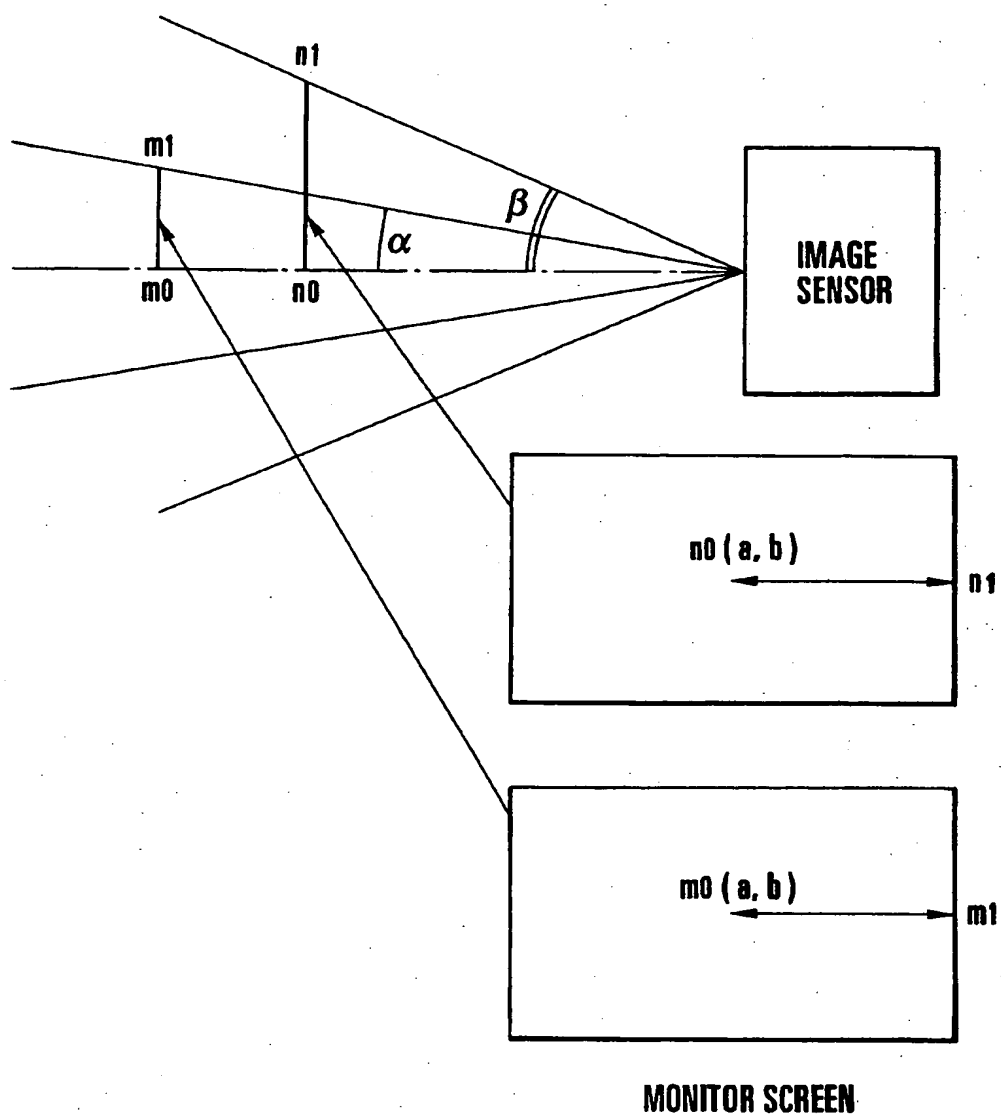 n1
m1
β
α
m0
n0
IMAGE
SENSOR
n0 (a, b)
n1
m0 (a, b)
m1
MONITOR SCREEN